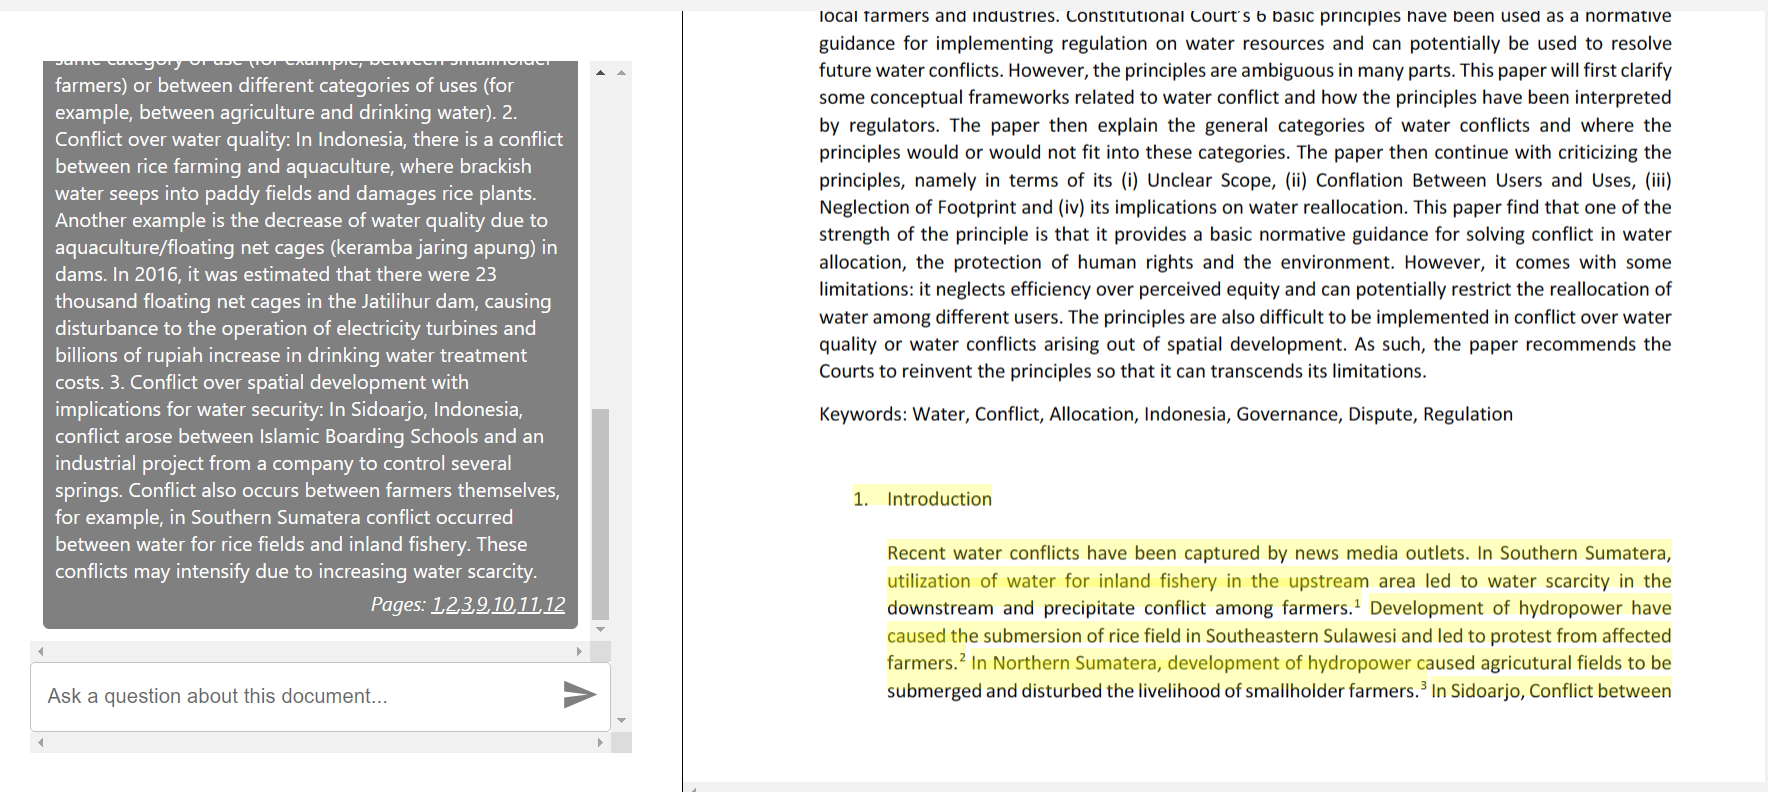 same category of use (for example, between smallholder
farmers) or between different categories of uses (for
example, between agriculture and drinking water). 2.
Conflict over water quality: In Indonesia, there is a conflict
between rice farming and aquaculture, where brackish
water seeps into paddy fields and damages rice plants.
Another example is the decrease of water quality due to
aquaculture/floating net cages (keramba jaring apung) in
dams. In 2016, it was estimated that there were 23
thousand floating net cages in the Jatilihur dam, causing
disturbance to the operation of electricity turbines and
billions of rupiah increase in drinking water treatment
costs. 3. Conflict over spatial development with
implications for water security: In Sidoarjo, Indonesia,
conflict arose between Islamic Boarding Schools and an
industrial project from a company to control several
springs. Conflict also occurs between farmers themselves,
for example, in Southern Sumatera conflict occurred
between water for rice fields and inland fishery. These
conflicts may intensify due to increasing water scarcity.
Pages: 1,2,3,9,10,11,12
Ask a question about this document...
local farmers and industries. Constitutional Court's 6 basic principles have been used as a normative
guidance for implementing regulation on water resources and can potentially be used to resolve
future water conflicts. However, the principles are ambiguous in many parts. This paper will first clarify
some conceptual frameworks related to water conflict and how the principles have been interpreted
by regulators. The paper then explain the general categories of water conflicts and where the
principles would or would not fit into these categories. The paper then continue with criticizing the
principles, namely in terms of its (i) Unclear Scope, (ii) Conflation Between Users and Uses, (iii)
Neglection of Footprint and (iv) its implications on water reallocation. This paper find that one of the
strength of the principle is that it provides a basic normative guidance for solving conflict in water
allocation, the protection of human rights and the environment. However, it comes with some
limitations: it neglects efficiency over perceived equity and can potentially restrict the reallocation of
water among different users. The principles are also difficult to be implemented in conflict over water
quality or water conflicts arising out of spatial development. As such, the paper recommends the
Courts to reinvent the principles so that it can transcends its limitations.
Keywords: Water, Conflict, Allocation, Indonesia, Governance, Dispute, Regulation
1. Introduction
Recent water conflicts have been captured by news media outlets. In Southern Sumatera,
utilization of water for inland fishery in the upstream area led to water scarcity in the
downstream and precipitate conflict among farmers.¹ Development of hydropower have
caused the submersion of rice field in Southeastern Sulawesi and led to protest from affected
farmers.² In Northern Sumatera, development of hydropower caused agricutural fields to be
submerged and disturbed the livelihood of smallholder farmers.³ In Sidoarjo, Conflict between